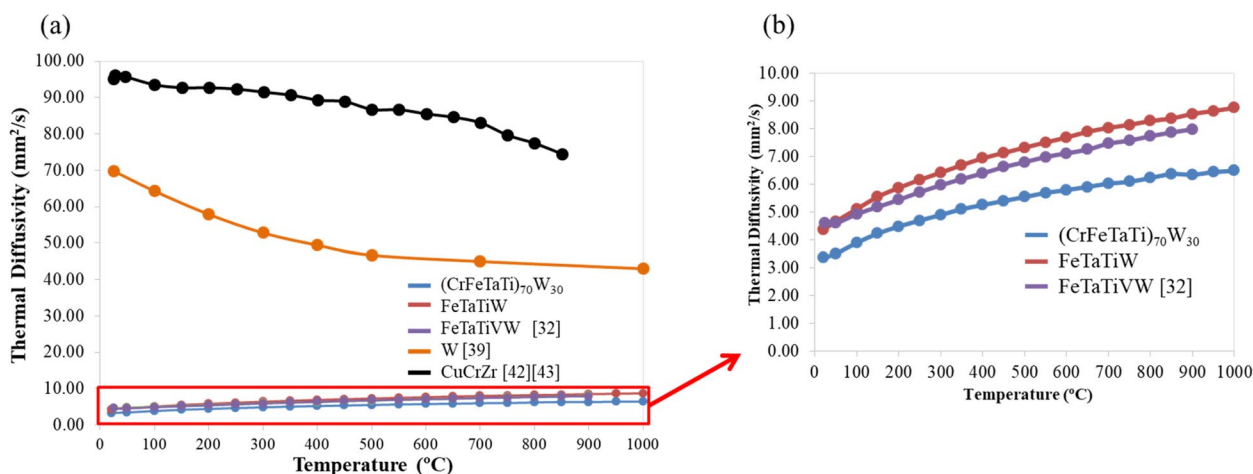 (a)
Thermal Diffusivity (mm²/s)
100.00
90.00
80.00
70.00
60.00
50.00
40.00
30.00
20.00
10.00
0.00
0 100 200 300 400 500 600 700 800 900 1000
Temperature (ºC)
(CrFeTaTi)₇₀W₃₀
FeTaTiW
FeTaTiVW [32]
W [39]
CuCrZr [42][43]
(b)
Thermal Diffusivity (mm²/s)
10.00
9.00
8.00
7.00
6.00
5.00
4.00
3.00
2.00
1.00
0.00
0 100 200 300 400 500 600 700 800 900 1000
Temperature (ºC)
(CrFeTaTi)₇₀W₃₀
FeTaTiW
FeTaTiVW [32]